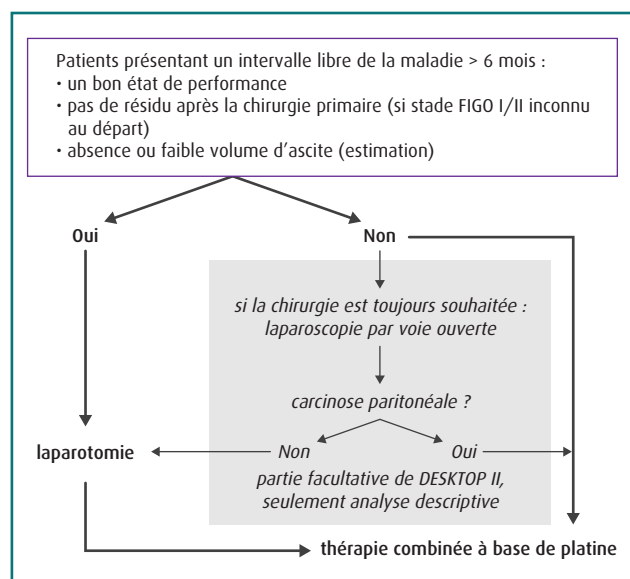 Patients présentant un intervalle libre de la maladie > 6 mois :
• un bon état de performance
• pas de résidu après la chirurgie primaire (si stade FIGO I/II inconnu
au départ)
• absence ou faible volume d'ascite (estimation)
Oui
Non
si la chirurgie est toujours souhaitée :
laparoscopie par voie ouverte
carcinose paritonéale ?
laparotomie
Non
Oui
partie facultative de DESKTOP II,
seulement analyse descriptive
thérapie combinée à base de platine